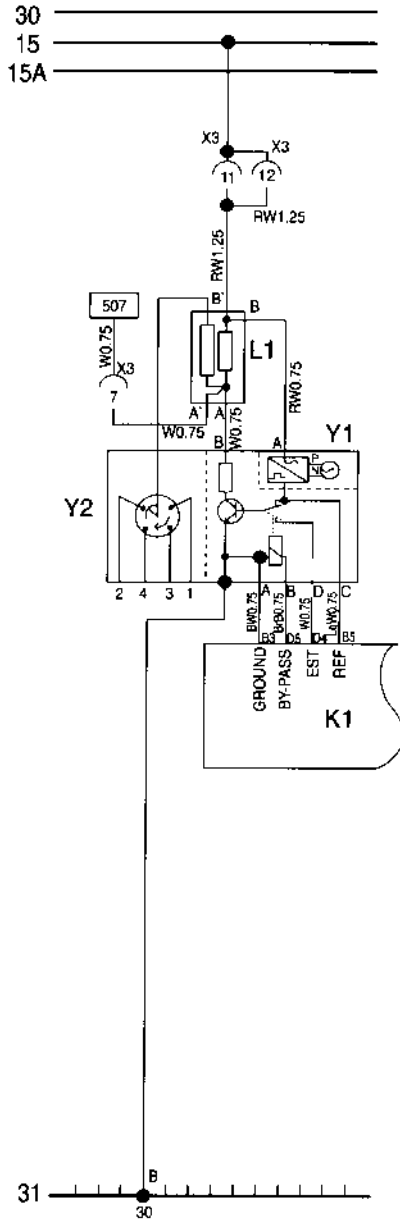 30
15
15A
X3
X3
11
12
RW1.25
RW1.25
B'
B
507
L1
W0.75
X3
7
A'
A
W0.75
W0.75
RW0.75
B
A
Y1
P
N
Y2
2
4
3
1
A
B
D
C
BW0.75
BrB0.75
W0.75
B3
D5
D4
B5
GROUND
BY-PASS
EST
REF
K1
B
31
30